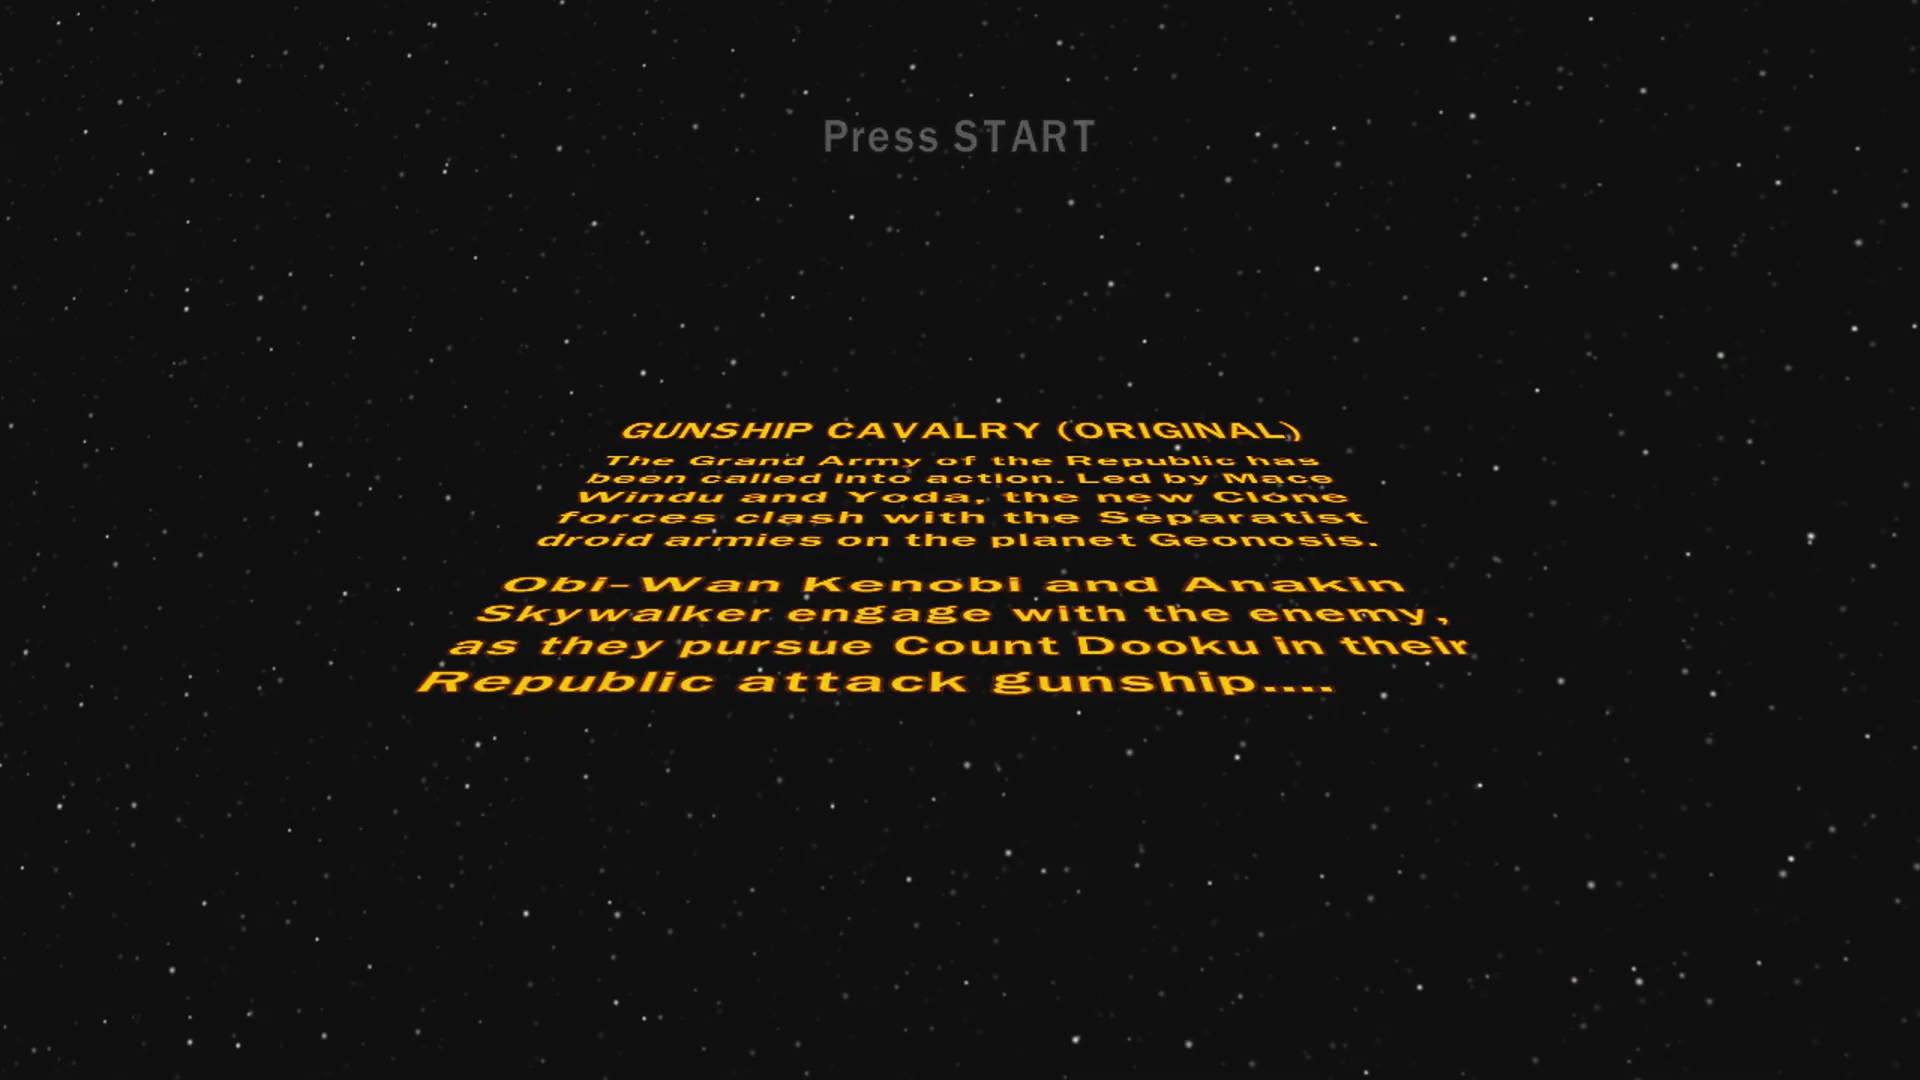 Press START
GUNSHIP CAVALRY (ORIGINAL)
The Grand Army of the Republic has
been called into action. Led by Mace
Windu and Yoda, the new Clone
forces clash with the Separatist
droid armies on the planet Geonosis.
Obi-Wan Kenobi and Anakin
Skywalker engage with the enemy,
as they pursue Count Dooku in their
Republic attack gunship....